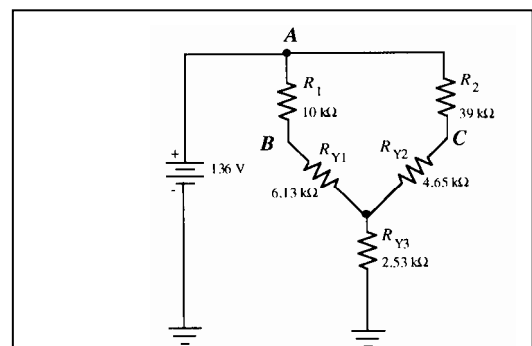 A
R1
10 kΩ
R2
39 kΩ
B
C
RY1
6.13 kΩ
RY2
4.65 kΩ
+
136 V
-
RY3
2.53 kΩ